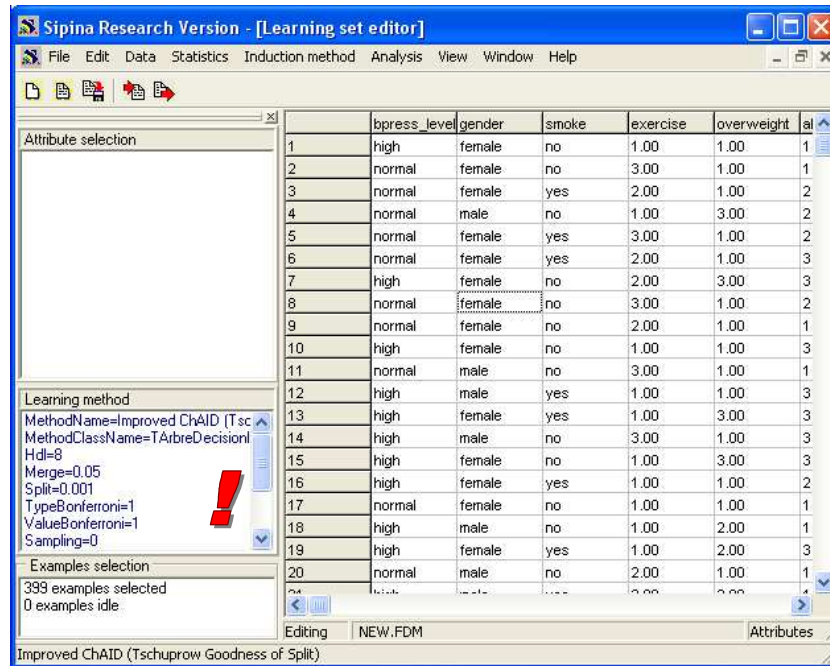 Sipina Research Version - [Learning set editor]
File Edit Data Statistics Induction method Analysis View Window Help
Attribute selection
Learning method
MethodName=Improved ChAID (Tsc
MethodClassName=TArbreDecisionI
Hdl=8
Merge=0.05
Split=0.001
TypeBonferroni=1
ValueBonferroni=1
Sampling=0
!
Examples selection
399 examples selected
0 examples idle
bpress_level gender smoke exercise overweight al
1 high female no 1.00 1.00 1
2 normal female no 3.00 1.00 1
3 normal female yes 2.00 1.00 2
4 normal male no 1.00 3.00 2
5 normal female yes 3.00 1.00 2
6 normal female yes 2.00 1.00 3
7 high female no 2.00 3.00 3
8 normal female no 3.00 1.00 2
9 normal female no 2.00 1.00 1
10 high female no 1.00 1.00 3
11 normal male no 3.00 1.00 1
12 high male yes 1.00 1.00 3
13 high female yes 1.00 3.00 3
14 high male no 3.00 1.00 3
15 high female no 1.00 3.00 3
16 high female yes 1.00 1.00 2
17 normal female no 1.00 1.00 1
18 high male no 1.00 2.00 1
19 high female yes 1.00 2.00 3
20 normal male no 2.00 1.00 1
Editing NEW.FDM Attributes
Improved ChAID (Tschuprow Goodness of Split)